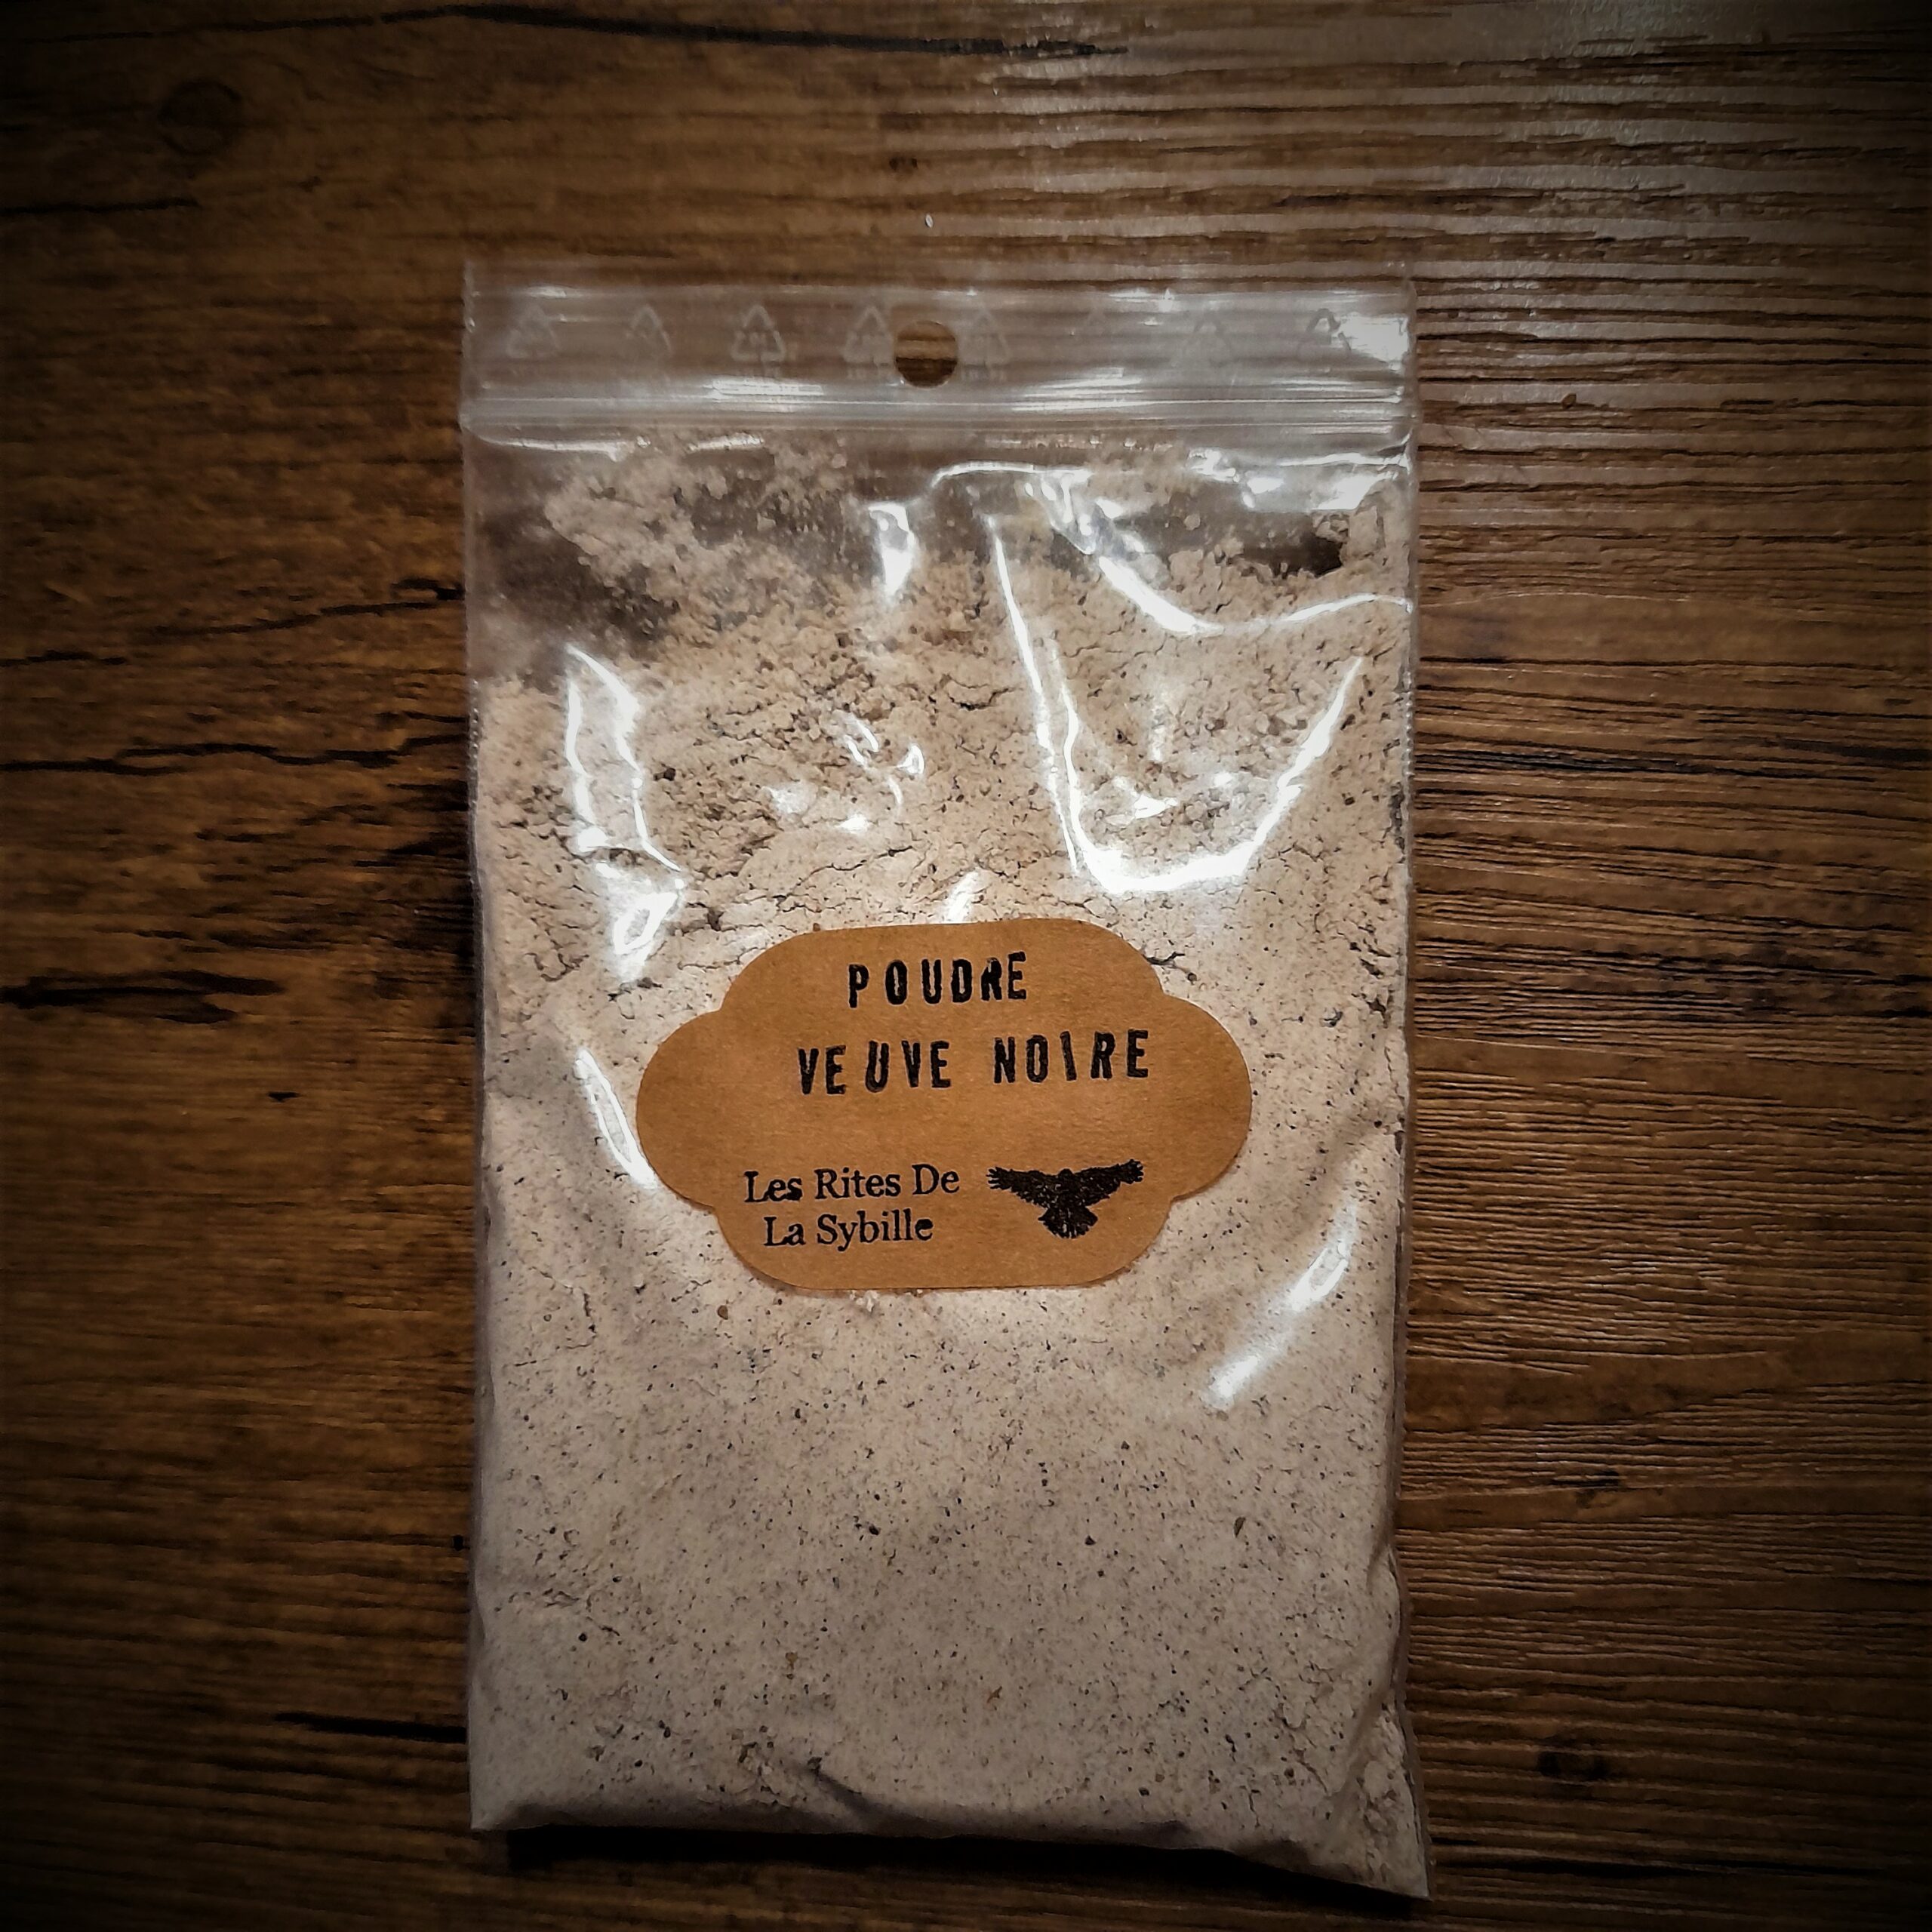 POUDRE
VEUVE NOIRE
Les Rites De
La Sybille